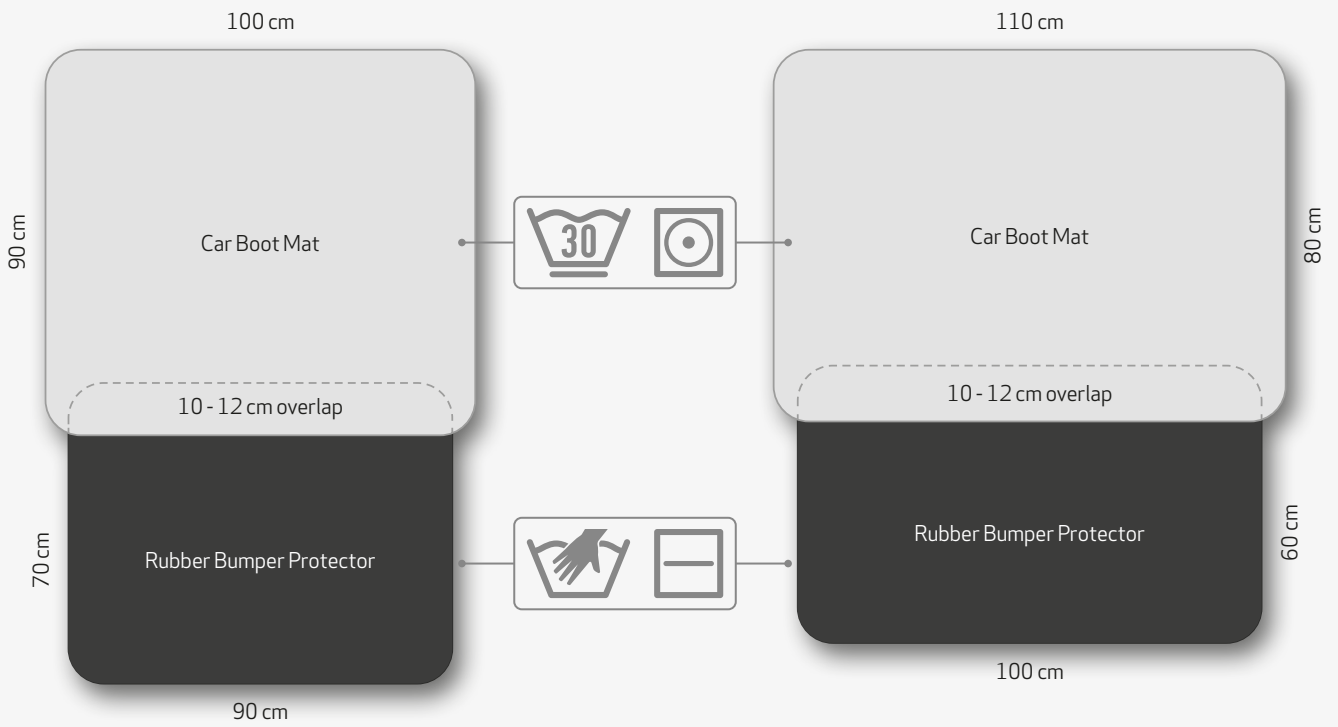 100 cm
110 cm
90 cm
Car Boot Mat
30
Car Boot Mat
80 cm
10 - 12 cm overlap
10 - 12 cm overlap
70 cm
Rubber Bumper Protector
Rubber Bumper Protector
60 cm
100 cm
90 cm